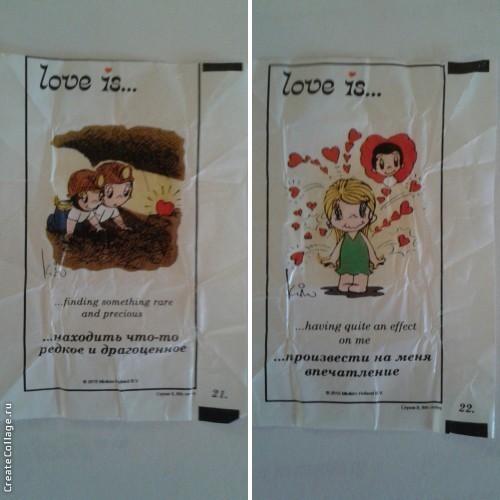 love is...
...finding something rare
and precious
...находить что-то
редкое и драгоценное
21.
love is...
...having quite an effect
on me
...произвести на меня
впечатление
22.
CreateCollage.ru